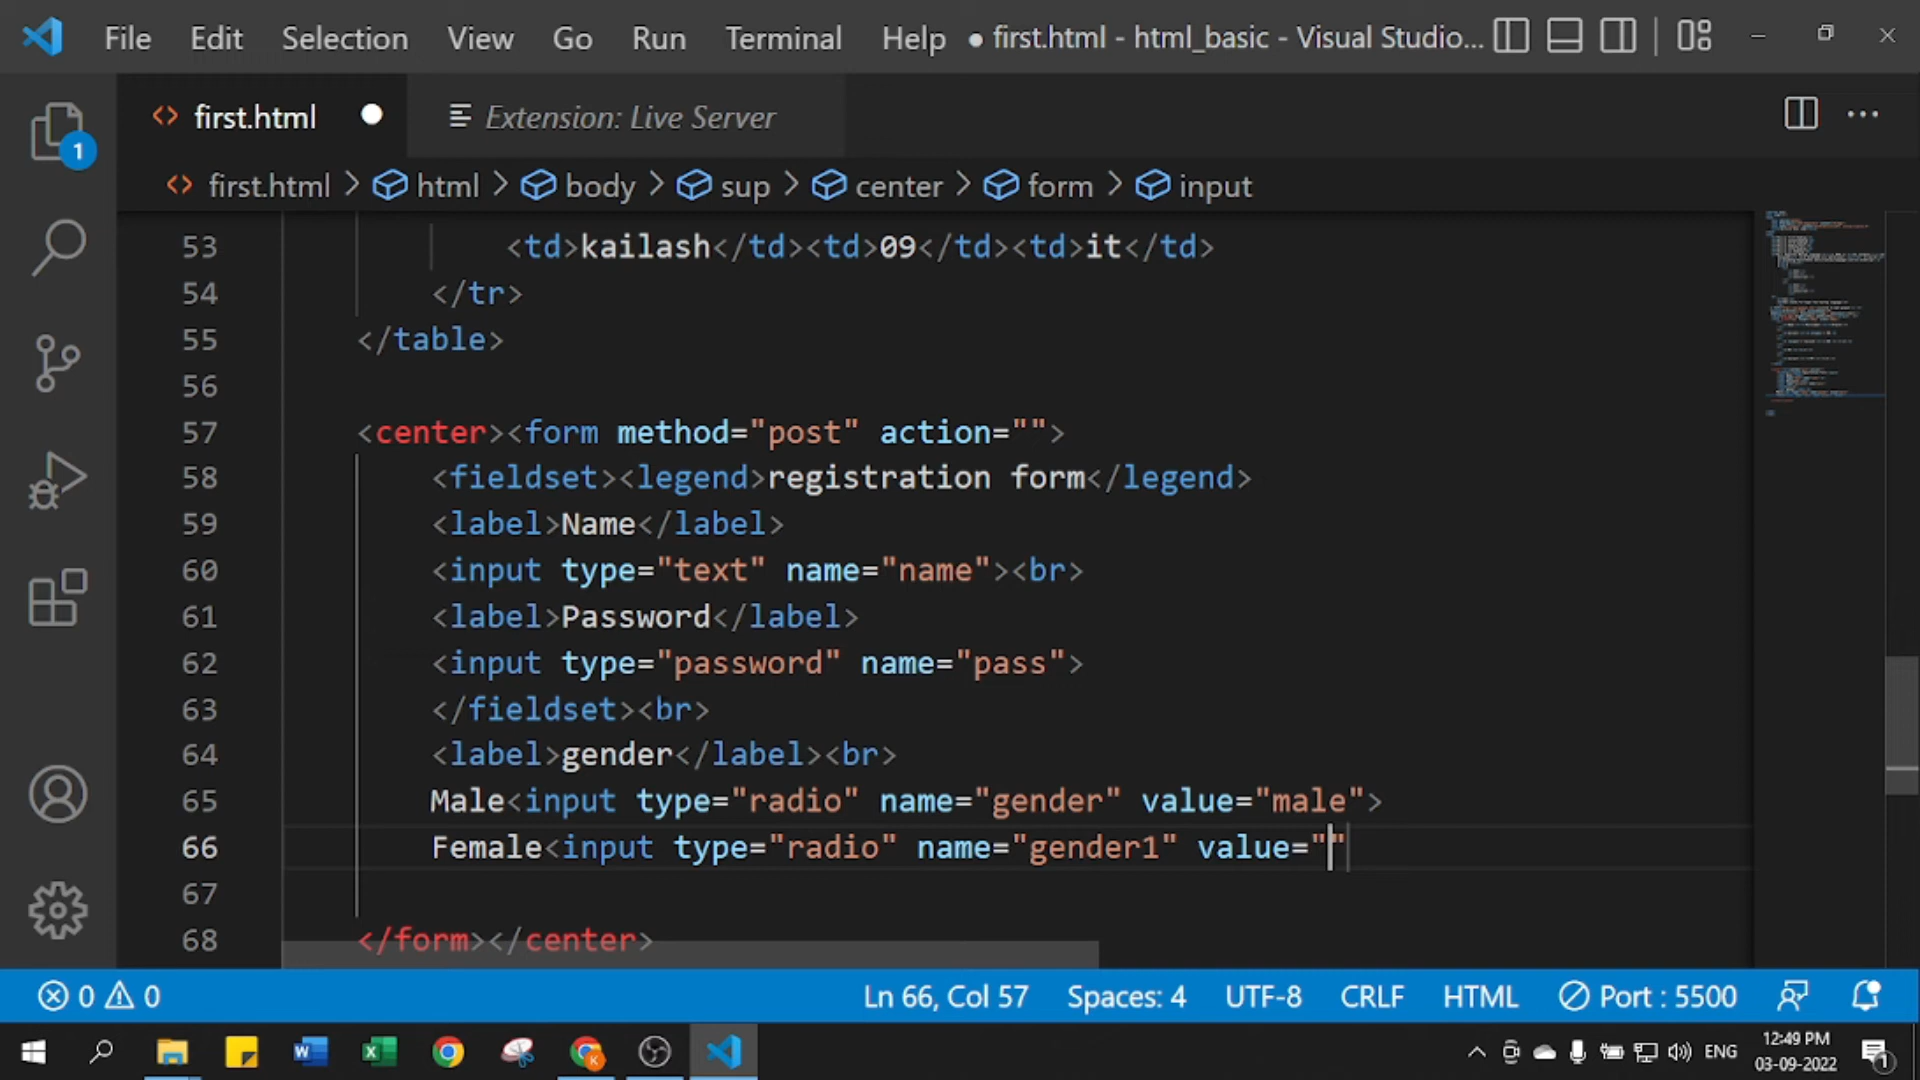 File Edit Selection View Go Run Terminal Help ● first.html - html_basic - Visual Studio...
<> first.html ● Extension: Live Server
<> first.html > html > body > sup > center > form > input
53 <td>kailash</td><td>09</td><td>it</td>
54 </tr>
55 </table>
56
57 <center><form method="post" action="">
58 <fieldset><legend>registration form</legend>
59 <label>Name</label>
60 <input type="text" name="name"><br>
61 <label>Password</label>
62 <input type="password" name="pass">
63 </fieldset><br>
64 <label>gender</label><br>
65 Male<input type="radio" name="gender" value="male">
66 Female<input type="radio" name="gender1" value=""
67
68 </form></center>
1
0 0 Ln 66, Col 57 Spaces: 4 UTF-8 CRLF HTML Port : 5500
ENG 12:49 PM
03-09-2022 1